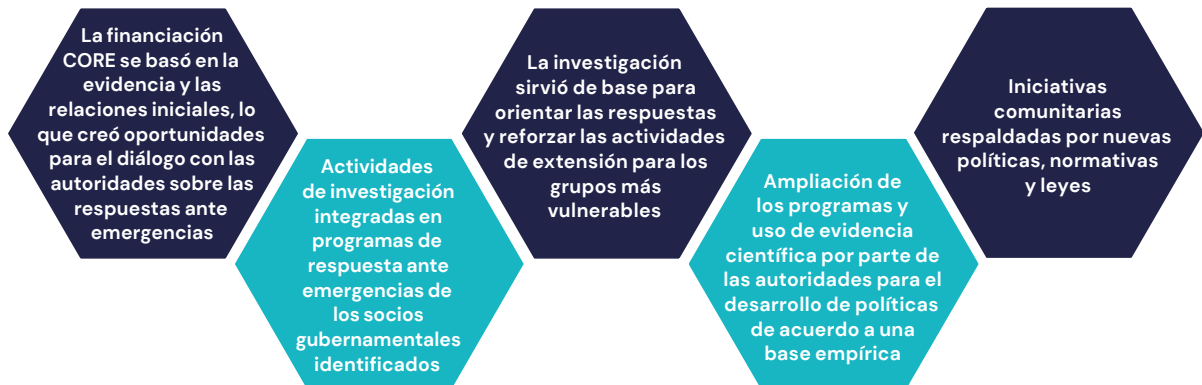 La financiación
CORE se basó en la
evidencia y las
relaciones iniciales, lo
que creó oportunidades
para el diálogo con las
autoridades sobre las
respuestas ante
emergencias
Actividades
de investigación
integradas en
programas de
respuesta ante
emergencias de
los socios
gubernamentales
identificados
La investigación
sirvió de base para
orientar las respuestas
y reforzar las actividades
de extensión para los
grupos más
vulnerables
Ampliación de
los programas y
uso de evidencia
científica por parte de
las autoridades para el
desarrollo de políticas
de acuerdo a una
base empírica
Iniciativas
comunitarias
respaldadas por nuevas
políticas, normativas
y leyes